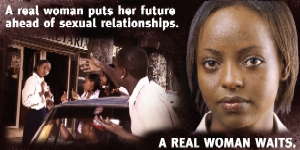 A real woman puts her future
ahead of sexual relationships.
A REAL WOMAN WAITS.